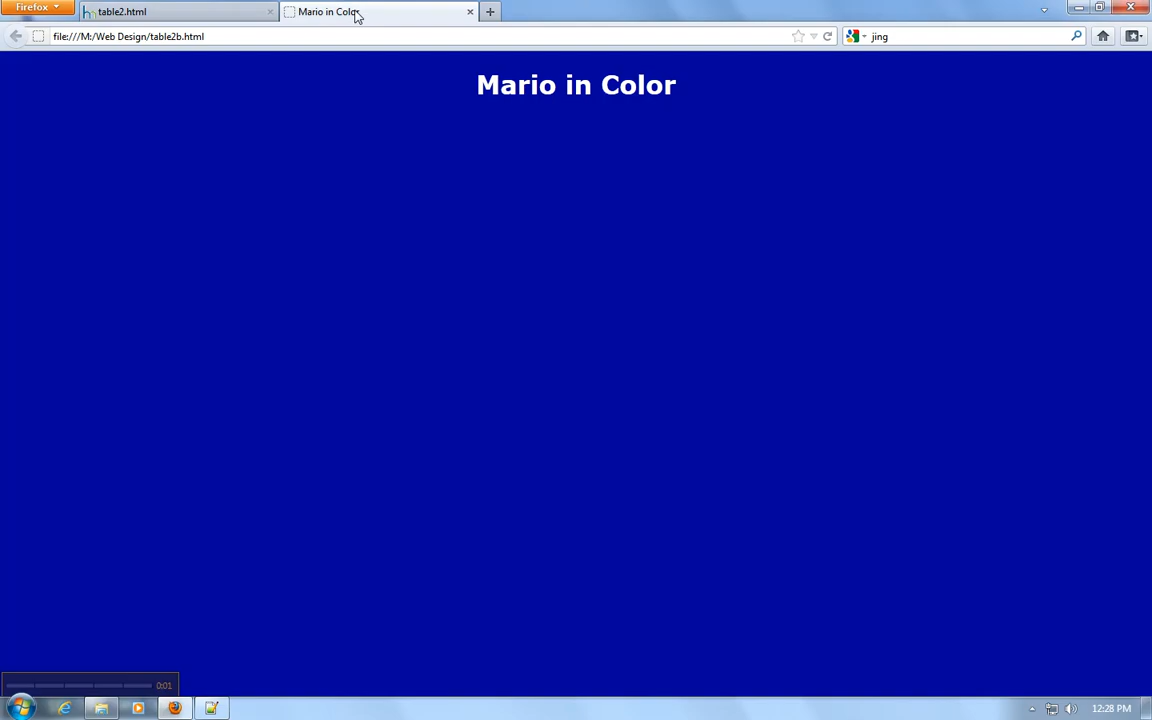 Firefox
table2.html
Mario in Color
file:///M:/Web Design/table2b.html
jing
Mario in Color
0:01
12:28 PM